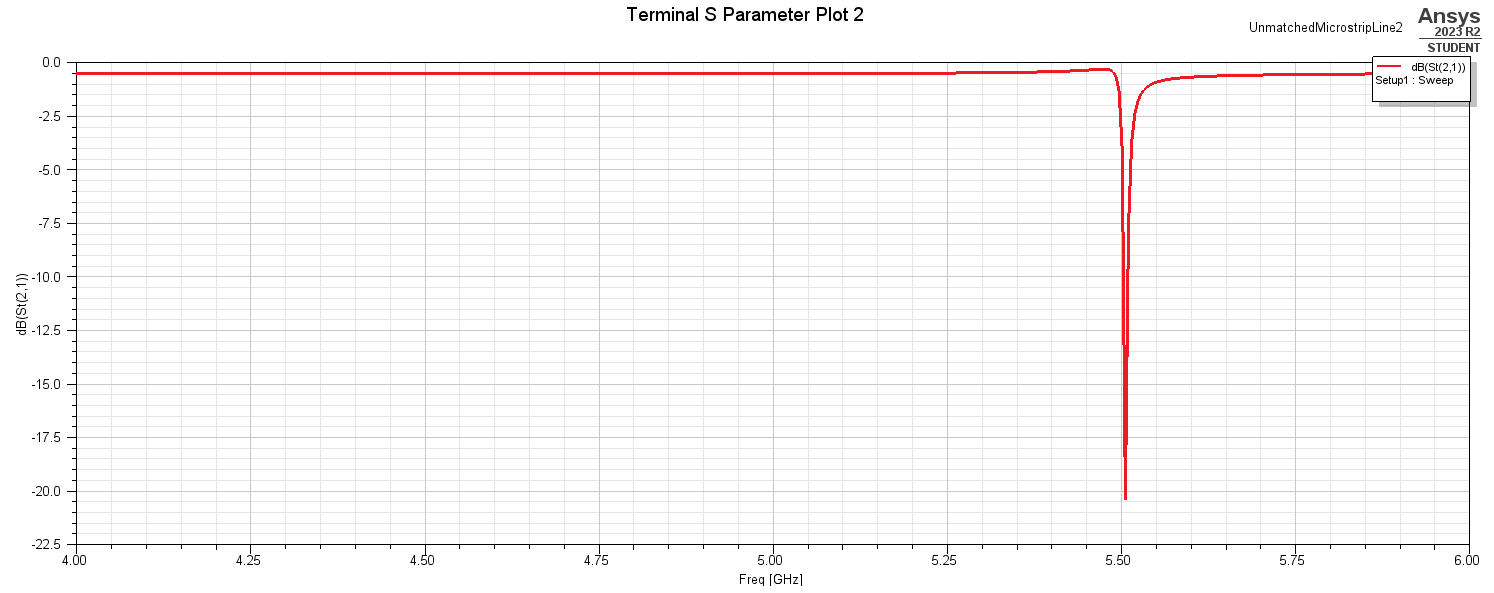 Terminal S Parameter Plot 2
UnmatchedMicrostripLine2
Ansys
2023 R2
STUDENT
dB(St(2,1))
Setup1 : Sweep
0.0
-2.5
-5.0
-7.5
-10.0
-12.5
-15.0
-17.5
-20.0
-22.5
dB(St(2,1))
4.00 4.25 4.50 4.75 5.00 5.25 5.50 5.75 6.00
Freq [GHz]